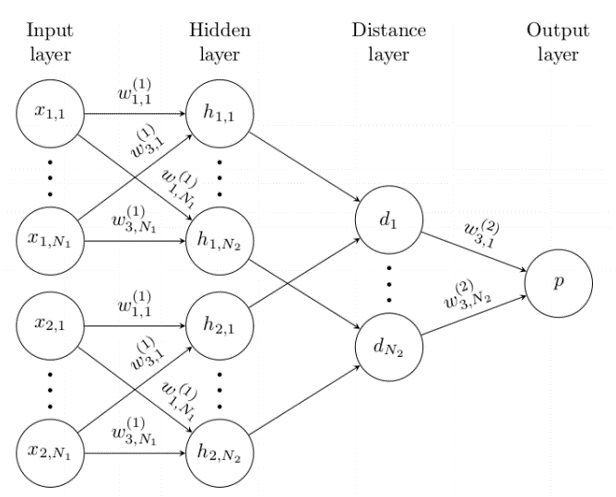 Input layer
Hidden layer
Distance layer
Output layer
x_{1,1}
w_{1,1}^{(1)}
h_{1,1}
w_{3,1}^{(1)}
w_{1,N_1}^{(1)}
x_{1,N_1}
w_{3,N_1}^{(1)}
h_{1,N_2}
d_1
w_{3,1}^{(2)}
p
x_{2,1}
w_{1,1}^{(1)}
h_{2,1}
w_{3,N_2}^{(2)}
d_{N_2}
w_{3,1}^{(1)}
w_{1,N_1}^{(1)}
x_{2,N_1}
w_{3,N_1}^{(1)}
h_{2,N_2}